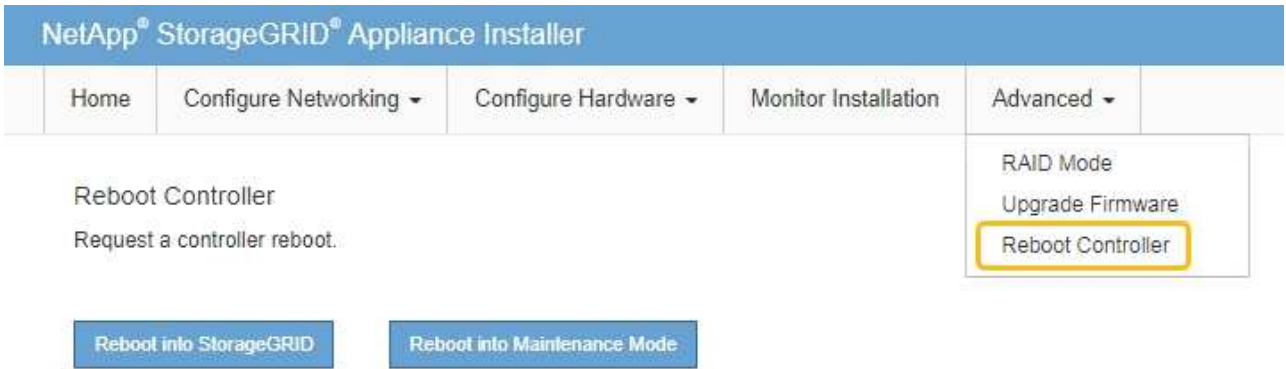 NetApp® StorageGRID® Appliance Installer
Home Configure Networking Configure Hardware Monitor Installation Advanced
RAID Mode
Upgrade Firmware
Reboot Controller
Reboot Controller
Request a controller reboot.
Reboot into StorageGRID Reboot into Maintenance Mode